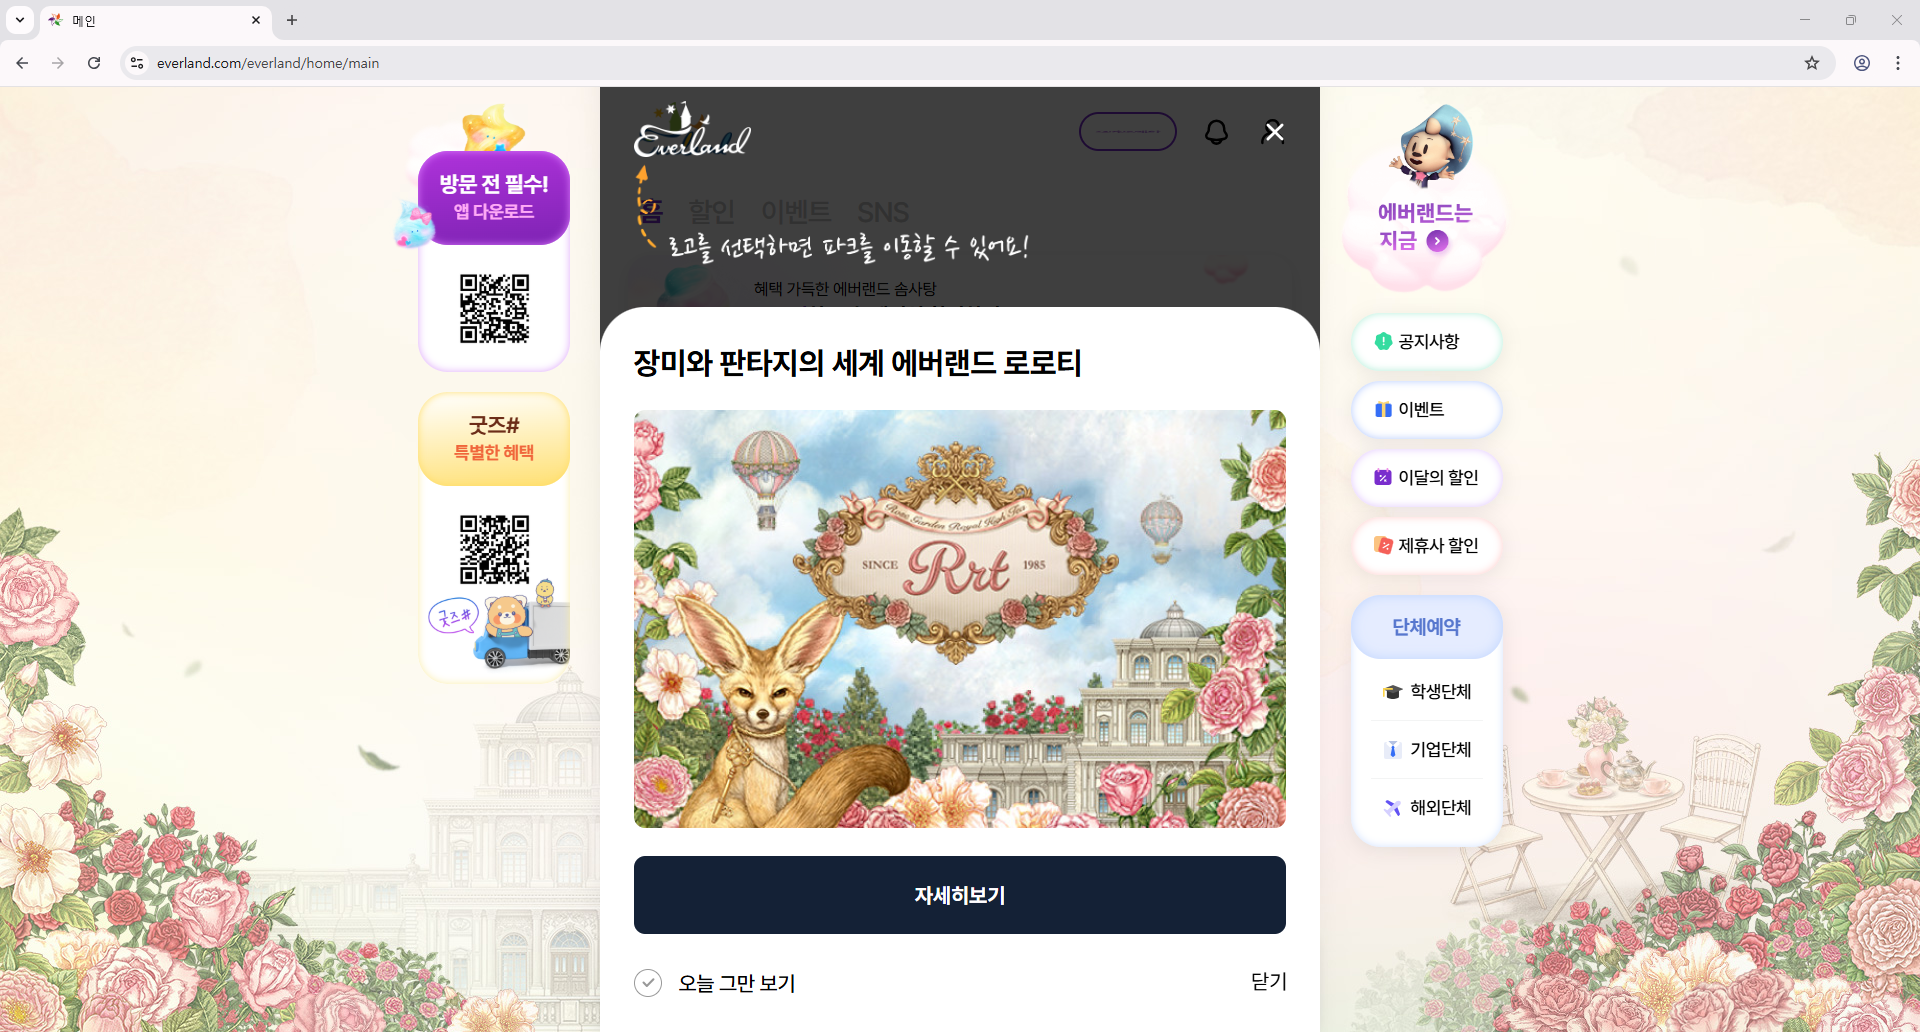 메인
everland.com/everland/home/main
방문 전 필수!
앱 다운로드
굿즈#
특별한 혜택
굿즈#
Everland
홈 할인 이벤트 SNS
로고를 선택하면 파크를 이동할 수 있어요!
혜택 가득한 에버랜드 솜사탕
장미와 판타지의 세계 에버랜드 로로티
Rose Garden Royal High Tea
SINCE Rrt 1985
자세히보기
오늘 그만 보기
닫기
에버랜드는
지금
공지사항
이벤트
이달의 할인
제휴사 할인
단체예약
학생단체
기업단체
해외단체